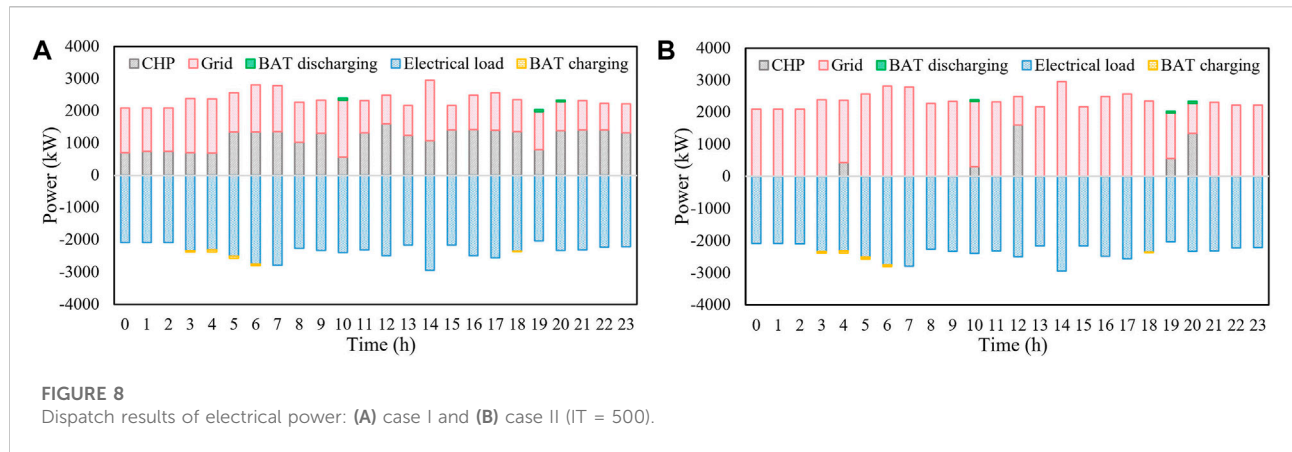 A
4000
3000
2000
1000
0
-1000
-2000
-3000
-4000
Power (kW)
CHP Grid BAT discharging Electrical load BAT charging
0 1 2 3 4 5 6 7 8 9 10 11 12 13 14 15 16 17 18 19 20 21 22 23
Time (h)
B
4000
3000
2000
1000
0
-1000
-2000
-3000
-4000
Power (kW)
CHP Grid BAT discharging Electrical load BAT charging
0 1 2 3 4 5 6 7 8 9 10 11 12 13 14 15 16 17 18 19 20 21 22 23
Time (h)
FIGURE 8
Dispatch results of electrical power: (A) case I and (B) case II (IT = 500).